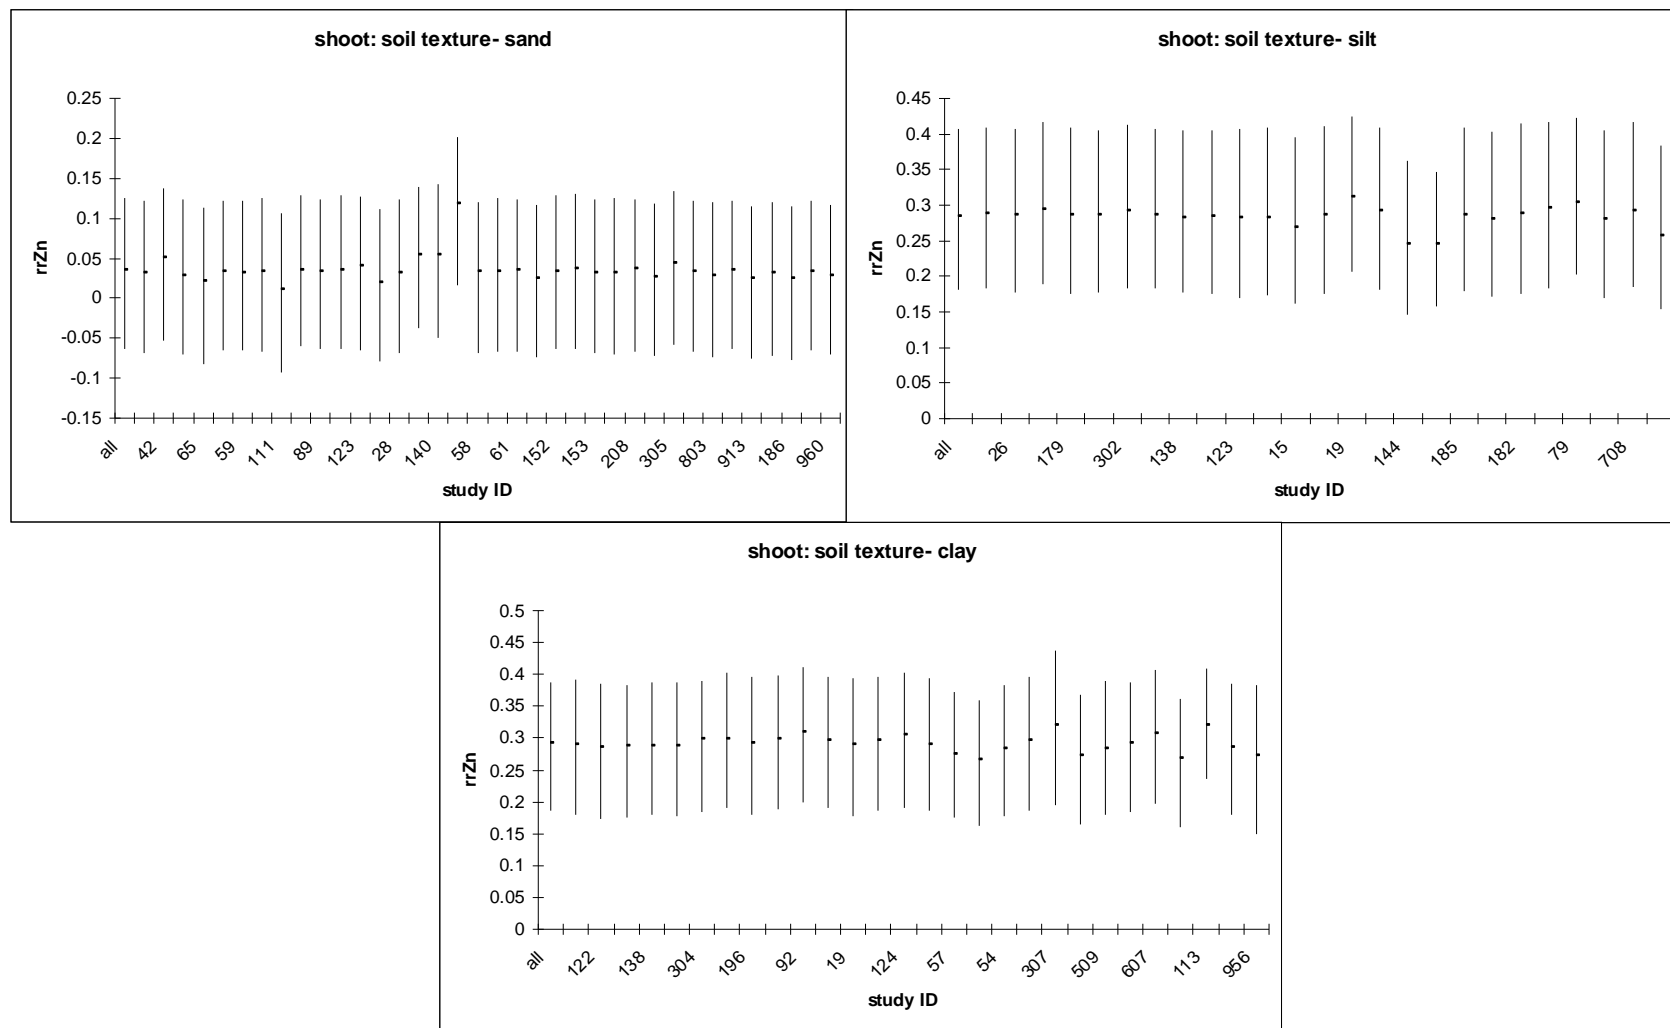 shoot: soil texture- sand
0.25
0.2
0.15
0.1
0.05
0
-0.05
-0.1
-0.15
rrZn
all 42 65 59 111 89 123 28 140 58 61 152 153 208 305 803 913 186 960
study ID
shoot: soil texture- silt
0.45
0.4
0.35
0.3
0.25
0.2
0.15
0.1
0.05
0
rrZn
all 26 179 302 138 123 15 19 144 185 182 79 708
study ID
shoot: soil texture- clay
0.5
0.45
0.4
0.35
0.3
0.25
0.2
0.15
0.1
0.05
0
rrZn
all 122 138 304 196 92 19 124 57 54 307 509 607 113 956
study ID